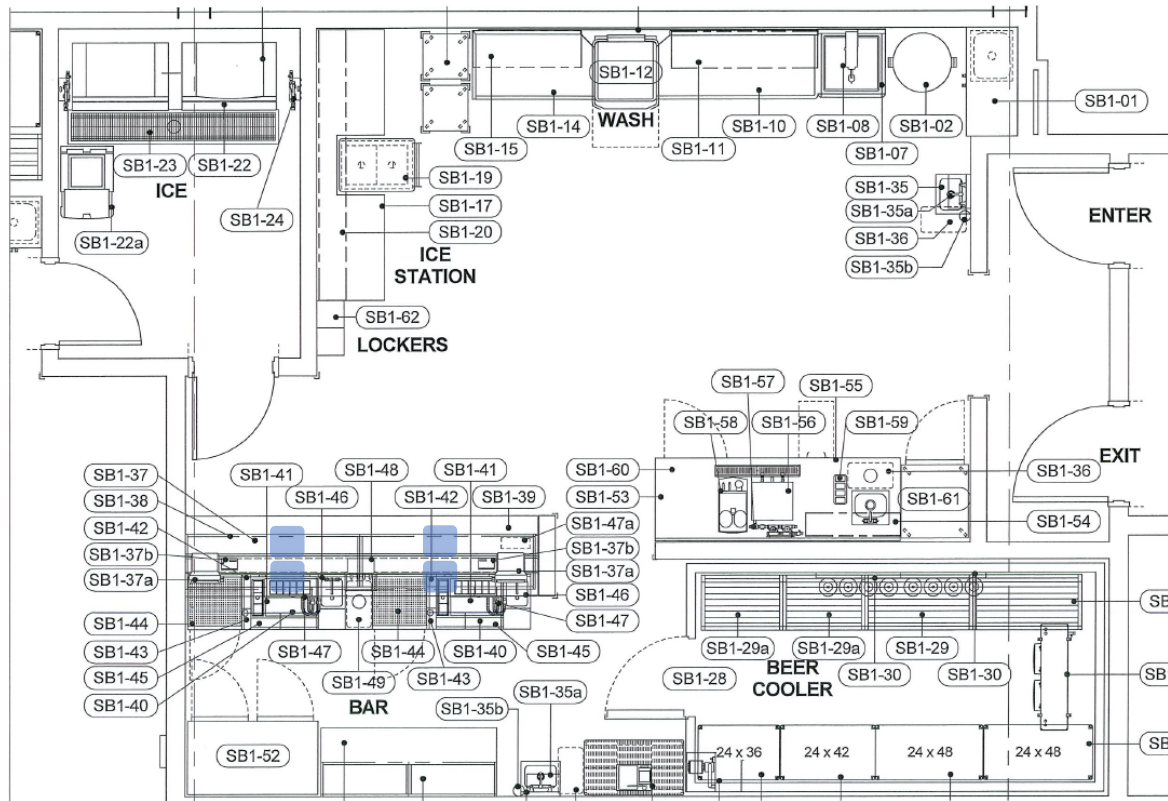 SB1-12
SB1-01
SB1-14
WASH
SB1-10
SB1-08
SB1-02
SB1-15
SB1-11
SB1-07
SB1-23
SB1-22
ICE
SB1-19
SB1-35
SB1-17
SB1-35a
SB1-24
SB1-20
SB1-36
ENTER
SB1-22a
ICE
STATION
SB1-35b
SB1-62
LOCKERS
SB1-57
SB1-55
SB1-58
SB1-56
SB1-59
SB1-37
SB1-41
SB1-48
SB1-41
SB1-60
SB1-36
EXIT
SB1-38
SB1-46
SB1-42
SB1-39
SB1-53
SB1-61
SB1-42
SB1-47a
SB1-54
SB1-37b
SB1-37b
SB1-37a
SB1-37a
SB1-46
SB
SB1-44
SB1-47
SB1-43
SB1-47
SB1-44
SB1-40
SB1-45
SB1-29a
SB1-29a
SB1-29
SB1-45
SB1-49
SB1-43
BEER
COOLER
SB1-30
SB1-30
SB1-28
SB
SB1-40
BAR
SB1-35b
SB1-35a
SB1-52
24 x 36
24 x 42
24 x 48
24 x 48
SB